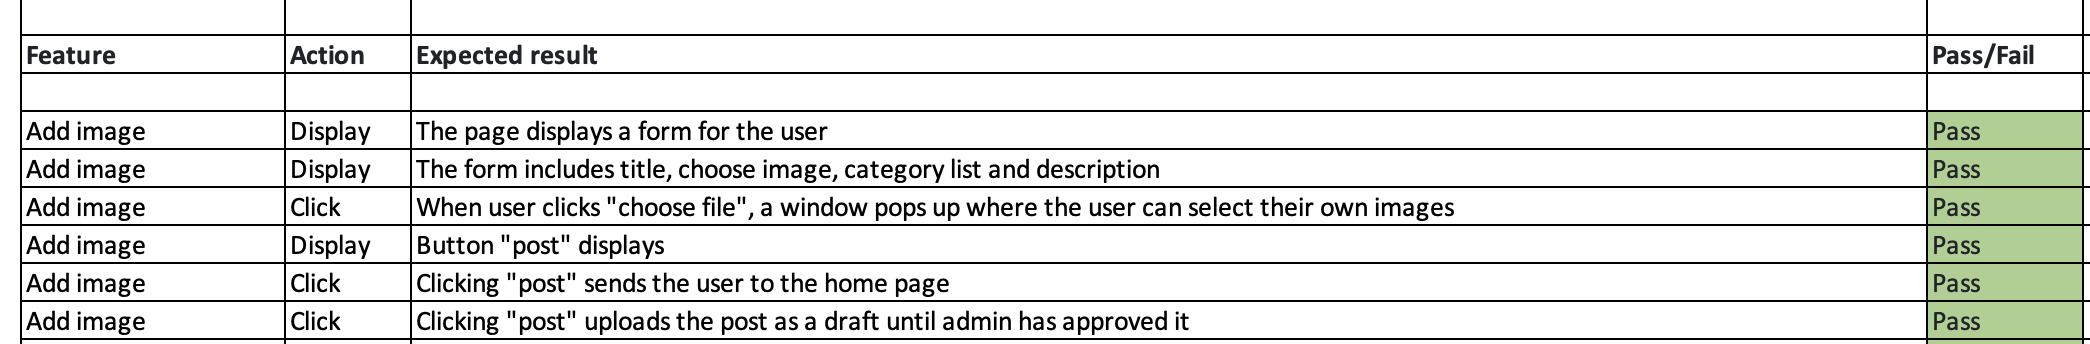 Feature Action Expected result Pass/Fail
Add image Display The page displays a form for the user Pass
Add image Display The form includes title, choose image, category list and description Pass
Add image Click When user clicks "choose file", a window pops up where the user can select their own images Pass
Add image Display Button "post" displays Pass
Add image Click Clicking "post" sends the user to the home page Pass
Add image Click Clicking "post" uploads the post as a draft until admin has approved it Pass